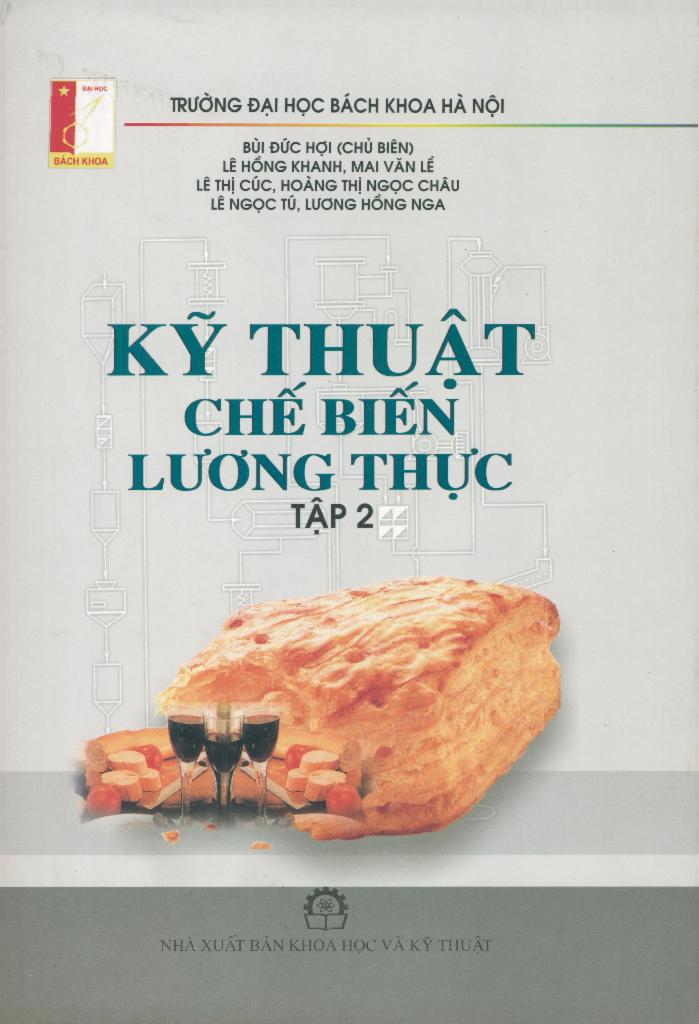 ĐẠI HỌC
BÁCH KHOA
TRƯỜNG ĐẠI HỌC BÁCH KHOA HÀ NỘI
BÙI ĐỨC HỢI (CHỦ BIÊN)
LÊ HỒNG KHANH, MAI VĂN LỀ
LÊ THỊ CÚC, HOÀNG THỊ NGỌC CHÂU
LÊ NGỌC TÚ, LƯƠNG HỒNG NGA
KỸ THUẬT
CHẾ BIẾN
LƯƠNG THỰC
TẬP 2
NHÀ XUẤT BẢN KHOA HỌC VÀ KỸ THUẬT